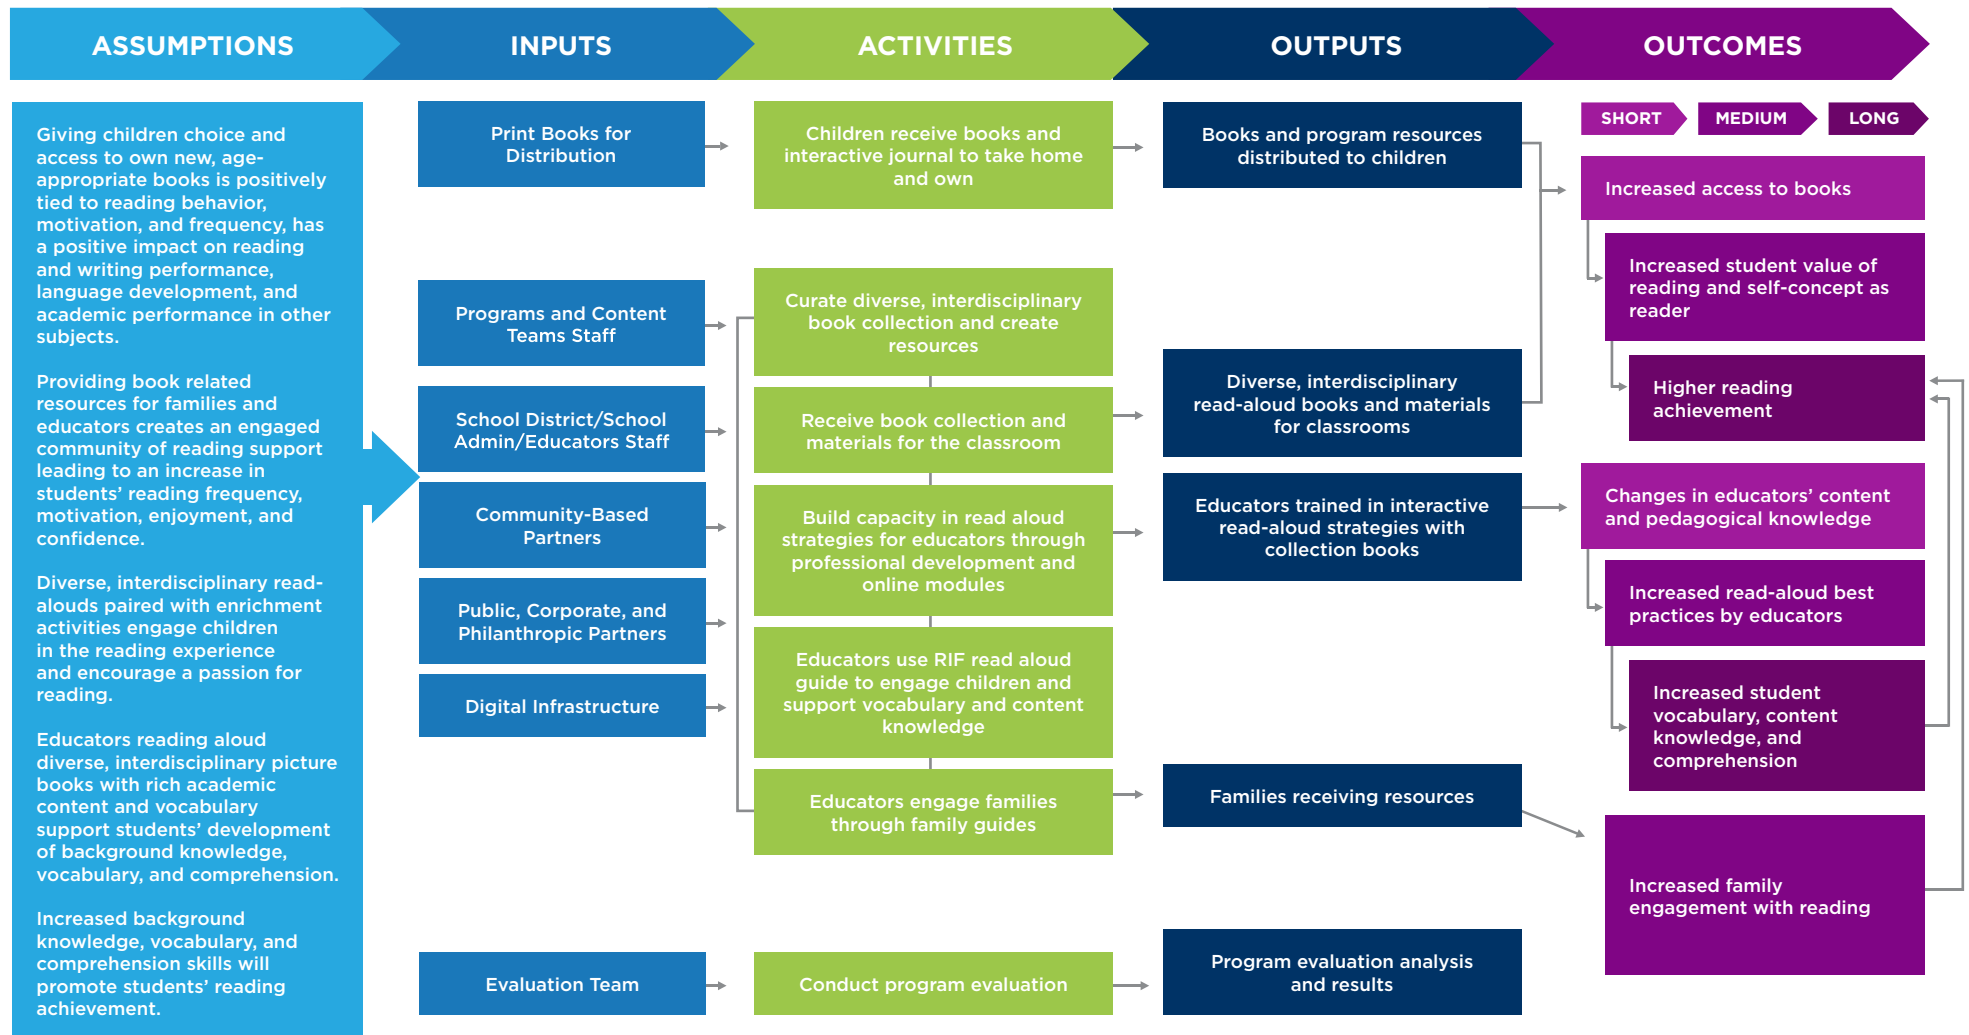 ASSUMPTIONS
INPUTS
ACTIVITIES
OUTPUTS
OUTCOMES
Giving children choice and
access to own new, age-
appropriate books is positively
tied to reading behavior,
motivation, and frequency, has
a positive impact on reading
and writing performance,
language development, and
academic performance in other
subjects.
Providing book related
resources for families and
educators creates an engaged
community of reading support
leading to an increase in
students’ reading frequency,
motivation, enjoyment, and
confidence.
Diverse, interdisciplinary read-
alouds paired with enrichment
activities engage children
in the reading experience
and encourage a passion for
reading.
Educators reading aloud
diverse, interdisciplinary picture
books with rich academic
content and vocabulary
support students’ development
of background knowledge,
vocabulary, and comprehension.
Increased background
knowledge, vocabulary, and
comprehension skills will
promote students’ reading
achievement.
Print Books for
Distribution
Programs and Content
Teams Staff
School District/School
Admin/Educators Staff
Community-Based
Partners
Public, Corporate, and
Philanthropic Partners
Digital Infrastructure
Evaluation Team
Children receive books and
interactive journal to take home
and own
Curate diverse, interdisciplinary
book collection and create
resources
Receive book collection and
materials for the classroom
Build capacity in read aloud
strategies for educators through
professional development and
online modules
Educators use RIF read aloud
guide to engage children and
support vocabulary and content
knowledge
Educators engage families
through family guides
Conduct program evaluation
Books and program resources
distributed to children
Diverse, interdisciplinary
read-aloud books and materials
for classrooms
Educators trained in interactive
read-aloud strategies with
collection books
Families receiving resources
Program evaluation analysis
and results
SHORT
MEDIUM
LONG
Increased access to books
Increased student value of
reading and self-concept as
reader
Higher reading
achievement
Changes in educators’ content
and pedagogical knowledge
Increased read-aloud best
practices by educators
Increased student
vocabulary, content
knowledge, and
comprehension
Increased family
engagement with reading